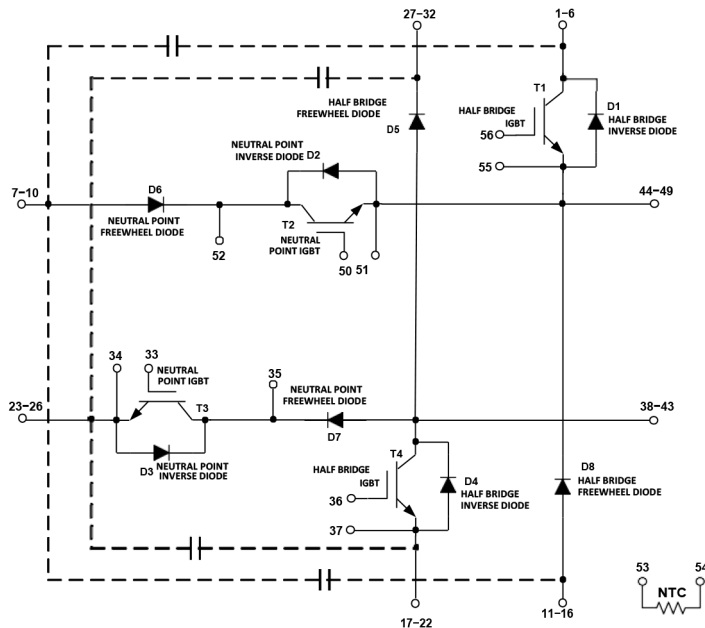 27-32
1-6
T1
D1
HALF BRIDGE
INVERSE DIODE
HALF BRIDGE
IGBT
56
55
HALF BRIDGE
FREEWHEEL DIODE
D5
NEUTRAL POINT
INVERSE DIODE
D2
7-10
D6
NEUTRAL POINT
FREEWHEEL DIODE
52
T2
NEUTRAL
POINT IGBT
50
51
44-49
34
33
NEUTRAL
POINT IGBT
T3
35
NEUTRAL POINT
FREEWHEEL DIODE
D7
23-26
38-43
D3
NEUTRAL POINT
INVERSE DIODE
T4
HALF BRIDGE
IGBT
36
37
D4
HALF BRIDGE
INVERSE DIODE
D8
HALF BRIDGE
FREEWHEEL DIODE
17-22
11-16
53
54
NTC